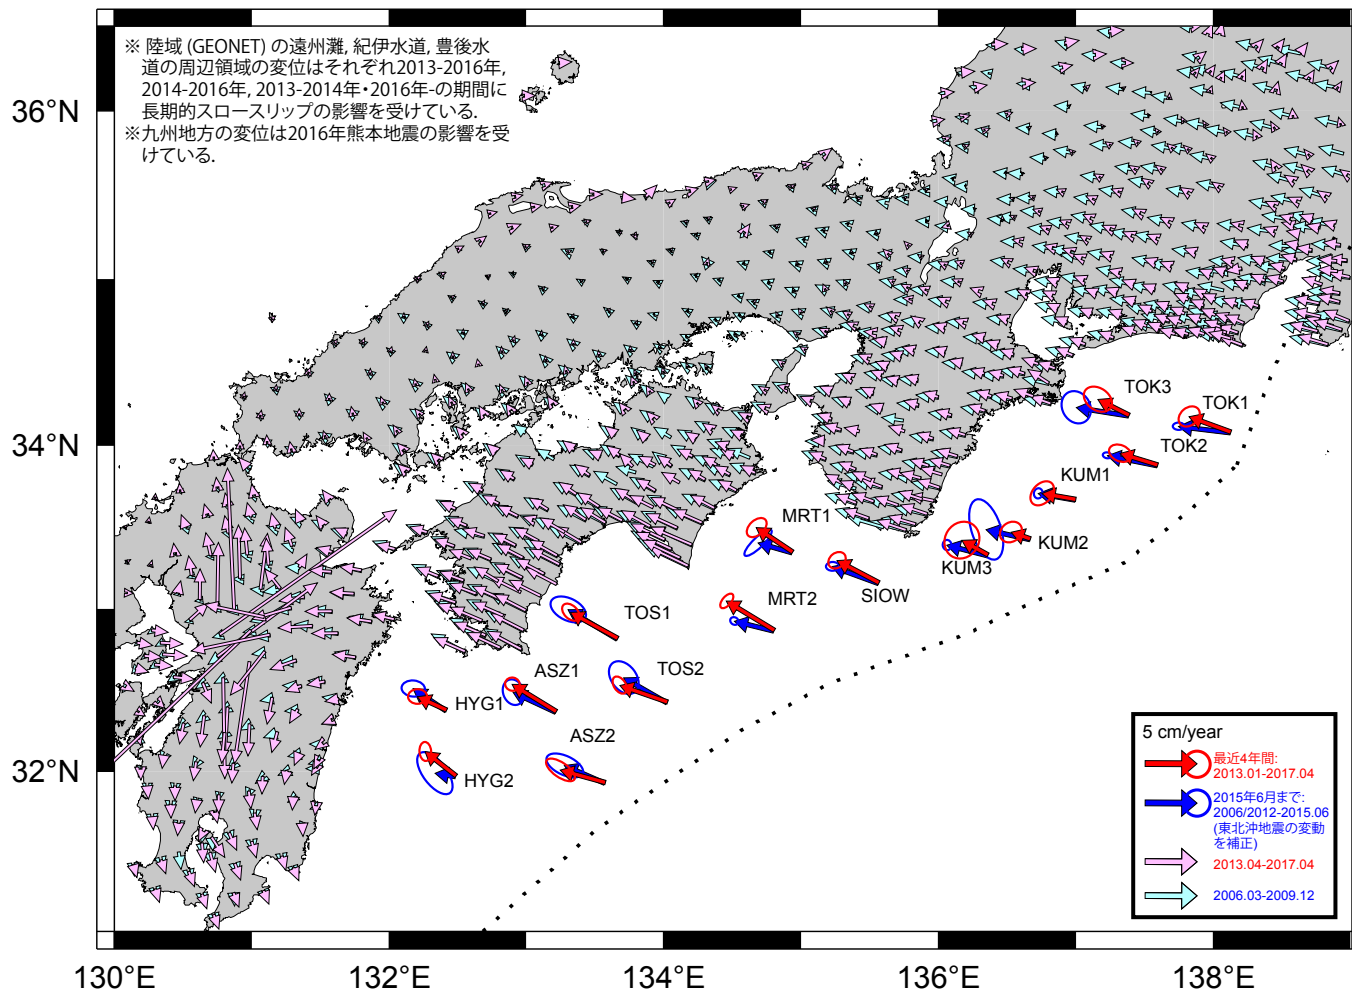 ※ 陸域 (GEONET) の遠州灘, 紀伊水道, 豊後水
道の周辺領域の変位はそれぞれ2013-2016年,
2014-2016年, 2013-2014年・2016年-の期間に
長期的スロースリップの影響を受けている.
※九州地方の変位は2016年熊本地震の影響を受
けている.
36°N
34°N
32°N
130°E
132°E
134°E
136°E
138°E
TOK3
TOK1
TOK2
KUM1
KUM2
KUM3
SIOW
MRT1
MRT2
TOS1
TOS2
ASZ1
ASZ2
HYG1
HYG2
5 cm/year
最近4年間:
2013.01-2017.04
2015年6月まで:
2006/2012-2015.06
(東北沖地震の変動
を補正)
2013.04-2017.04
2006.03-2009.12